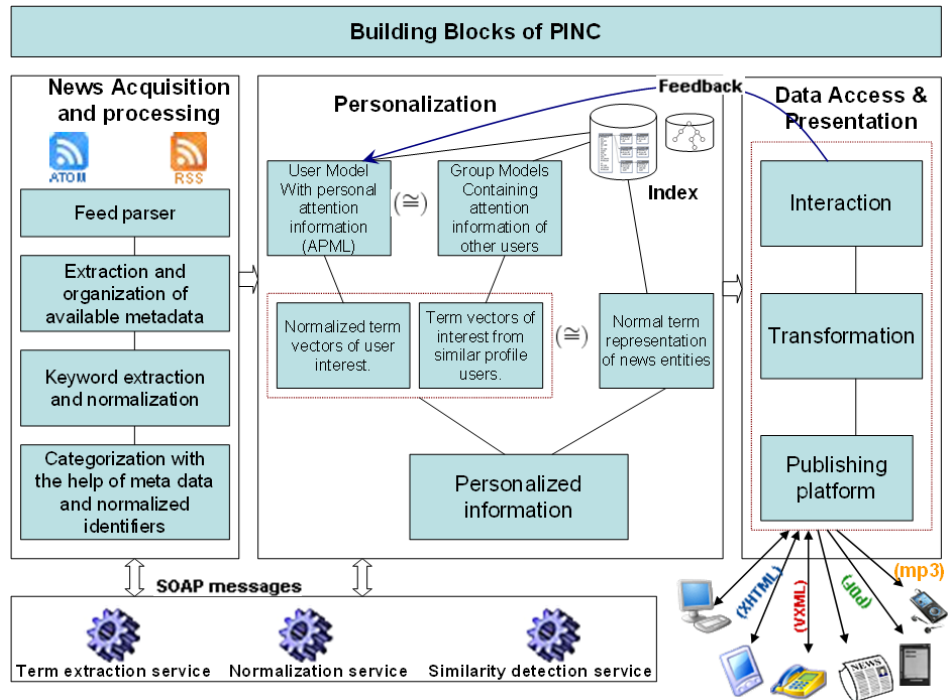 Building Blocks of PINC
News Acquisition
and processing
ATOM
RSS
Feed parser
Extraction and
organization of
available metadata
Keyword extraction
and normalization
Categorization with
the help of meta data
and normalized
identifiers
Personalization
User Model
With personal
attention
information
(APML)
(≅)
Group Models
Containing
attention
information of
other users
Index
Normalized term
vectors of user
interest.
Term vectors of
interest from
similar profile
users.
(≅)
Normal term
representation
of news entities
Personalized
information
Feedback
Data Access &
Presentation
Interaction
Transformation
Publishing
platform
(XHTML)
(VXML)
(PDF)
(mp3)
NEWS
SOAP messages
Term extraction service
Normalization service
Similarity detection service